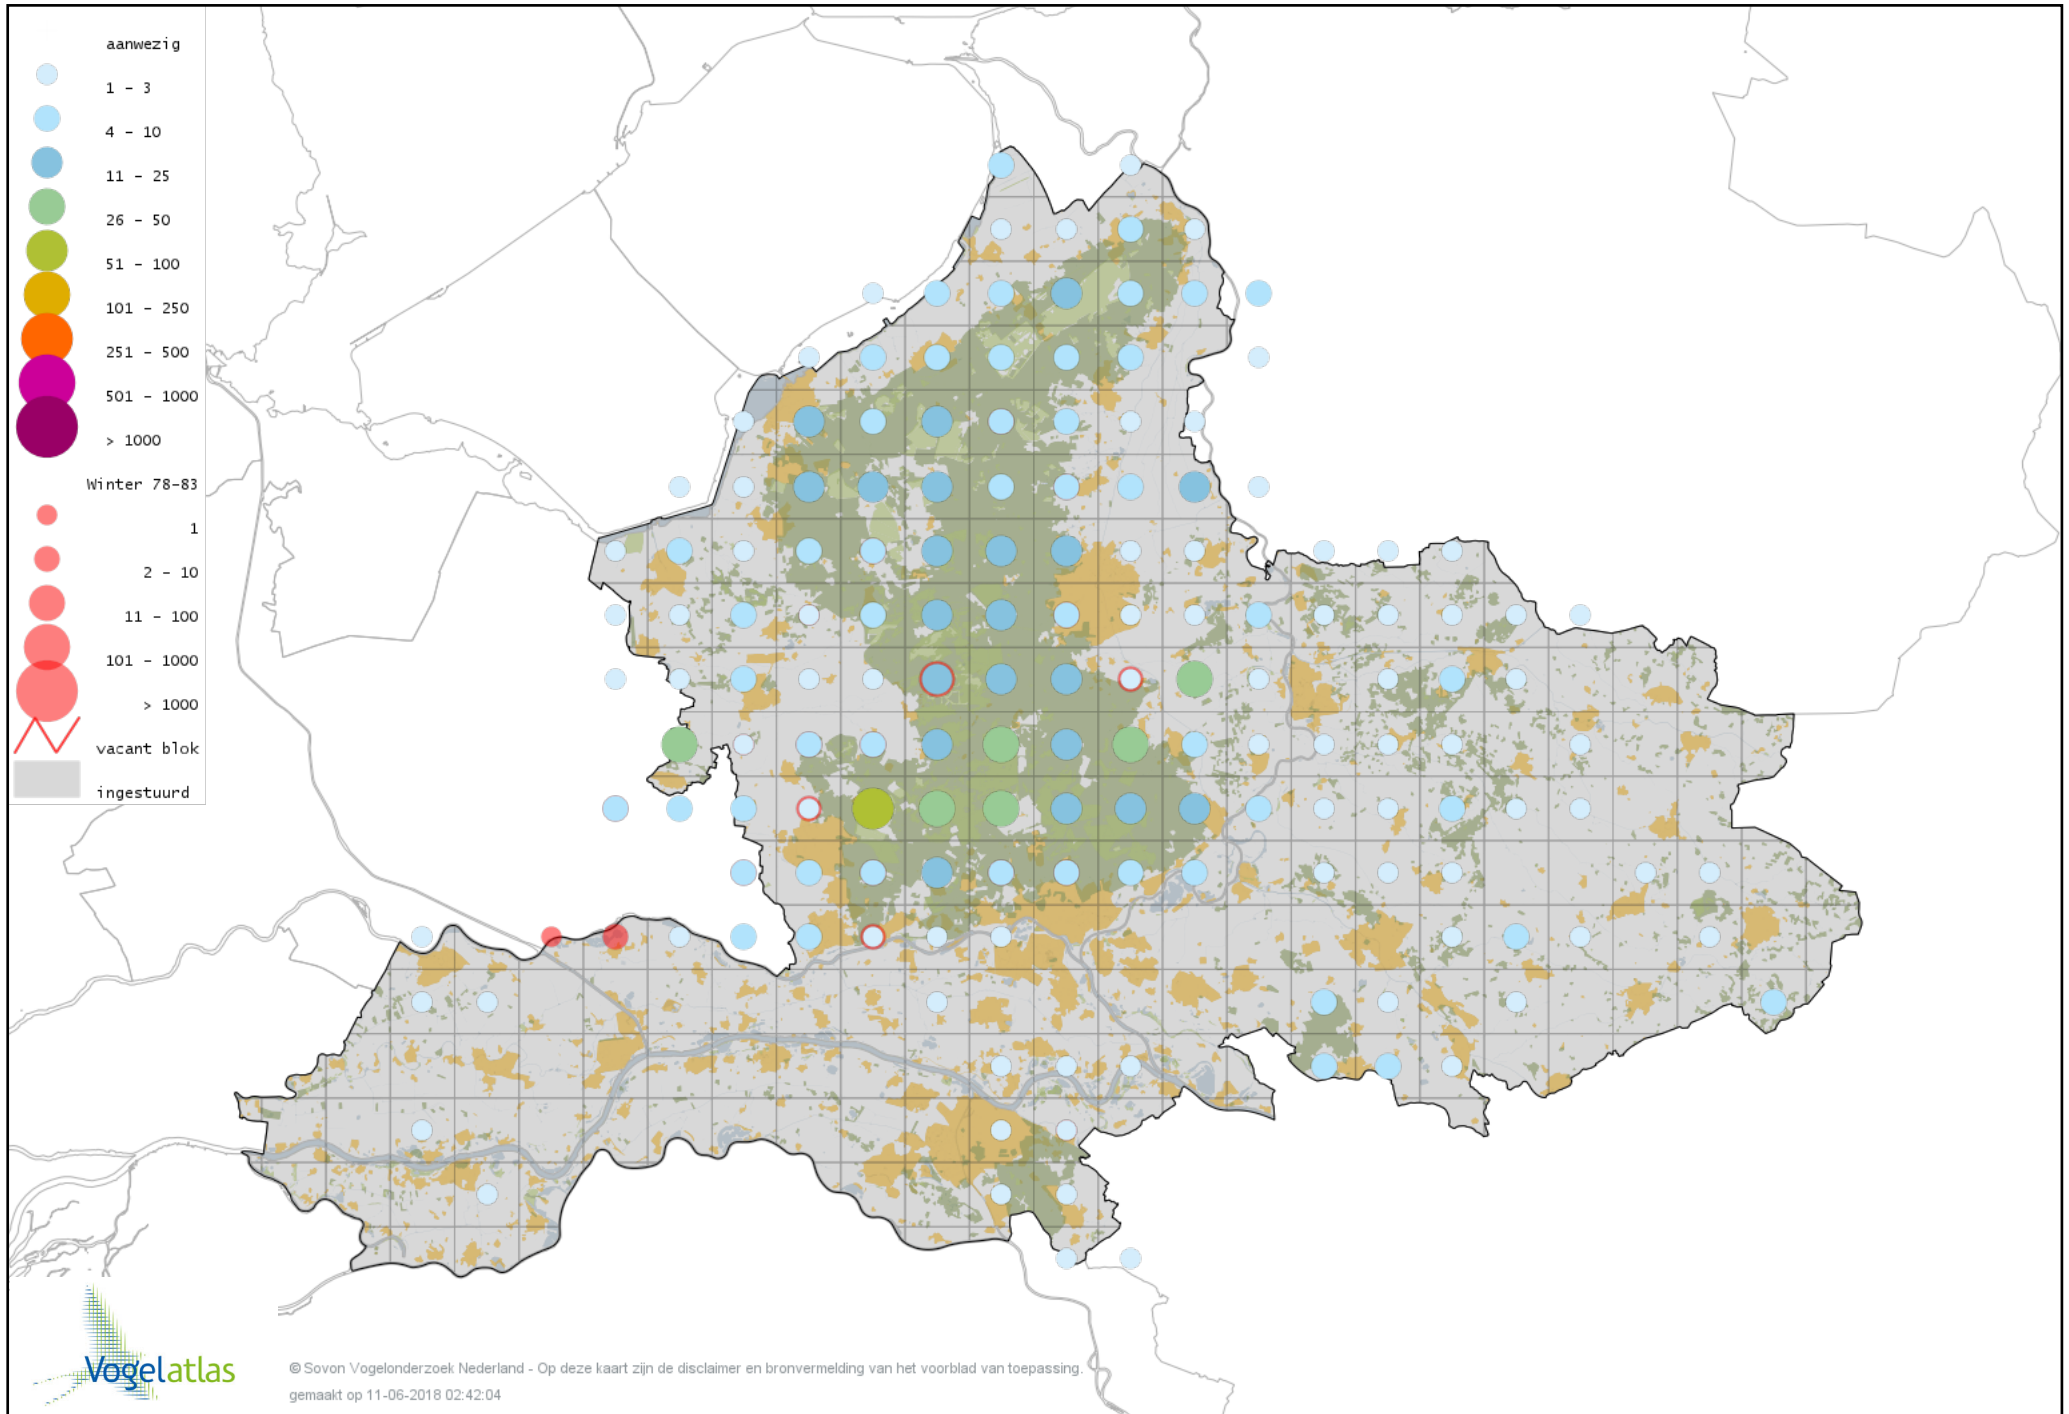 aanwezig
1 - 3
4 - 10
11 - 25
26 - 50
51 - 100
101 - 250
251 - 500
501 - 1000
> 1000
Winter 78-83
1
2 - 10
11 - 100
101 - 1000
> 1000
vacant blok
ingestuurd
Vogelatlas
© Sovon Vogelonderzoek Nederland - Op deze kaart zijn de disclaimer en bronvermelding van het voorblad van toepassing.
gemaakt op 11-06-2018 02:42:04